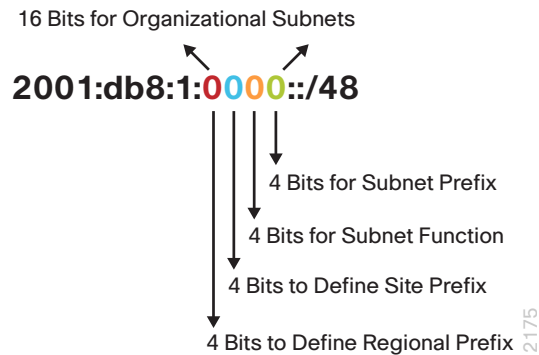 16 Bits for Organizational Subnets
2001:db8:1:0000::/48
4 Bits for Subnet Prefix
4 Bits for Subnet Function
4 Bits to Define Site Prefix
4 Bits to Define Regional Prefix
2175